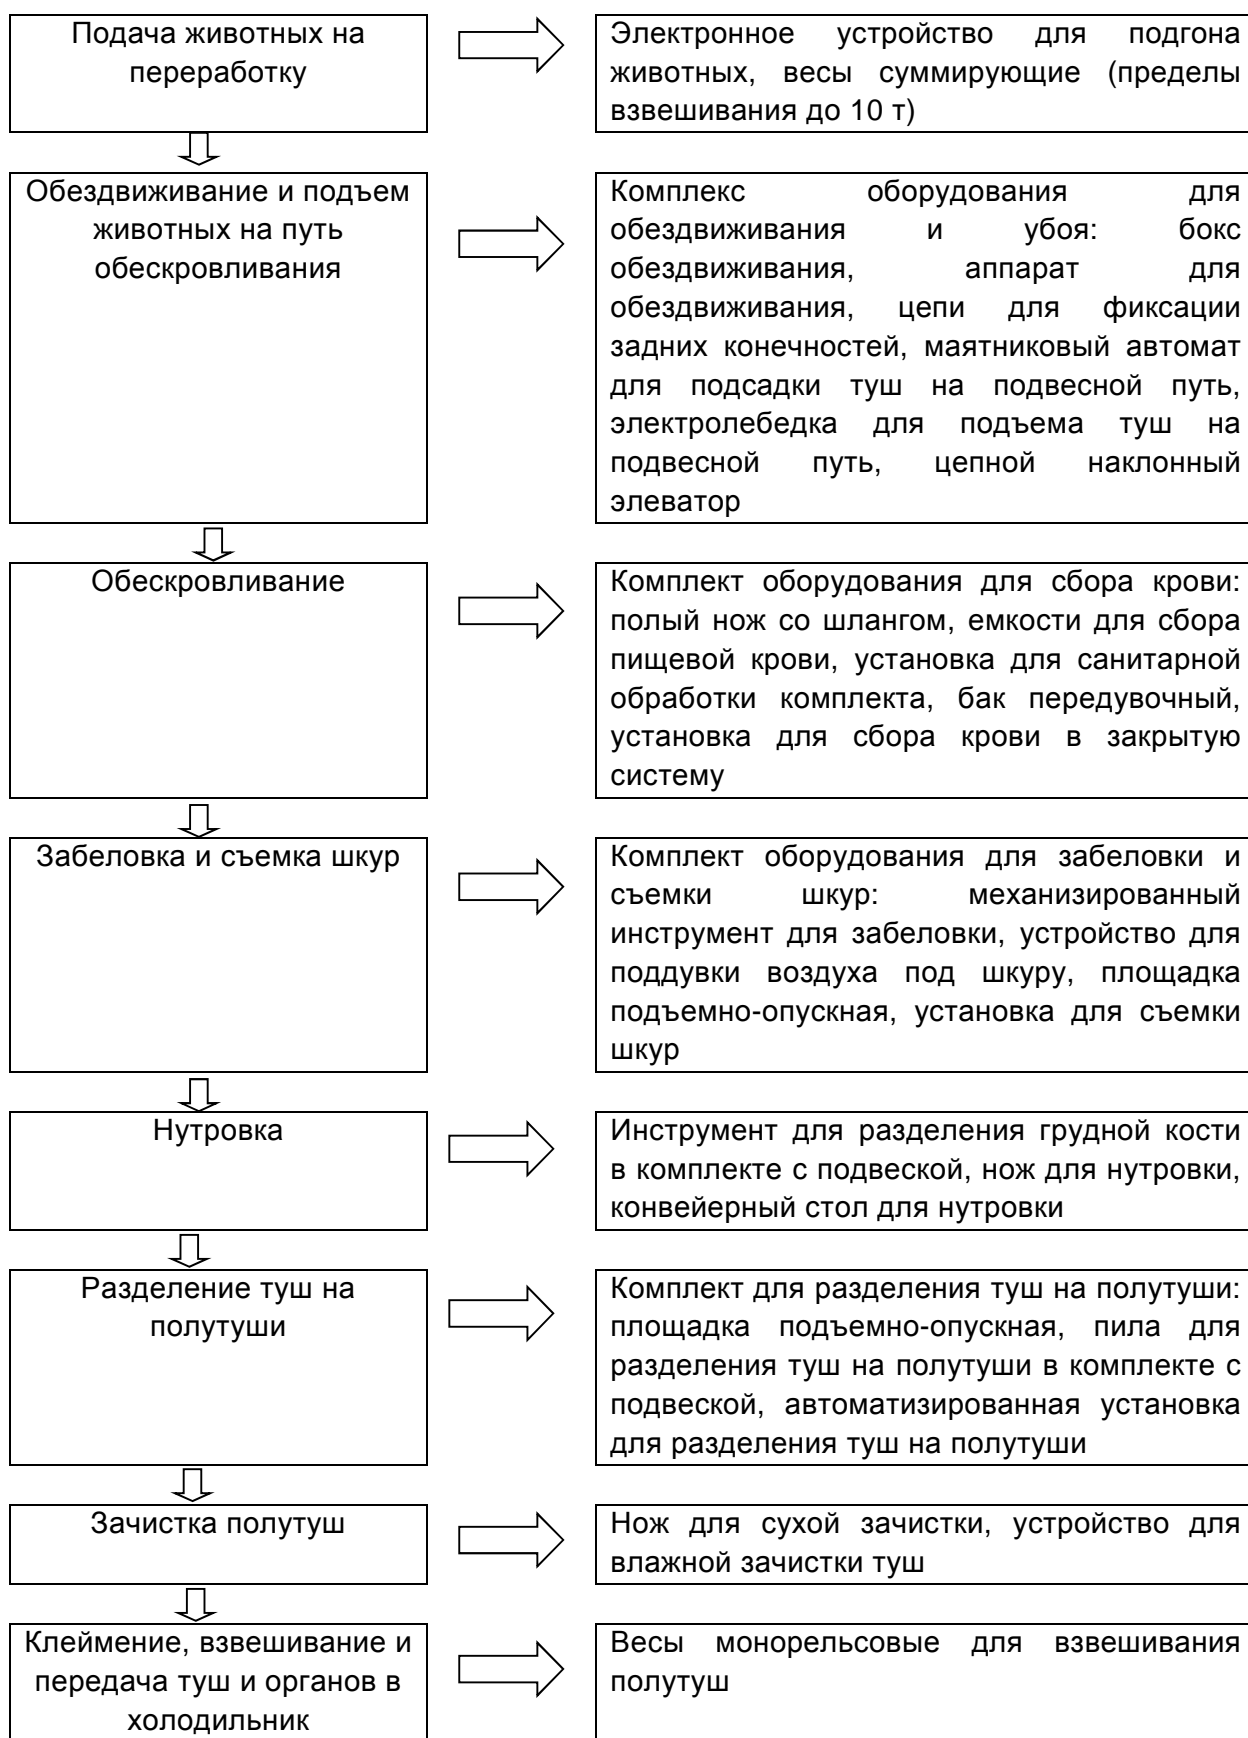 Подача животных на
переработку
Электронное устройство для подгона
животных, весы суммирующие (пределы
взвешивания до 10 т)
Обездвиживание и подъем
животных на путь
обескровливания
Комплекс оборудования для
обездвиживания и убоя: бокс
обездвиживания, аппарат для
обездвиживания, цепи для фиксации
задних конечностей, маятниковый автомат
для подсадки туш на подвесной путь,
электролебедка для подъема туш на
подвесной путь, цепной наклонный
элеватор
Обескровливание
Комплект оборудования для сбора крови:
полый нож со шлангом, емкости для сбора
пищевой крови, установка для санитарной
обработки комплекта, бак передувочный,
установка для сбора крови в закрытую
систему
Забеловка и съемка шкур
Комплект оборудования для забеловки и
съемки шкур: механизированный
инструмент для забеловки, устройство для
поддувки воздуха под шкуру, площадка
подъемно-опускная, установка для съемки
шкур
Нутровка
Инструмент для разделения грудной кости
в комплекте с подвеской, нож для нутровки,
конвейерный стол для нутровки
Разделение туш на
полутуши
Комплект для разделения туш на полутуши:
площадка подъемно-опускная, пила для
разделения туш на полутуши в комплекте с
подвеской, автоматизированная установка
для разделения туш на полутуши
Зачистка полутуш
Нож для сухой зачистки, устройство для
влажной зачистки туш
Клеймение, взвешивание и
передача туш и органов в
холодильник
Весы монорельсовые для взвешивания
полутуш